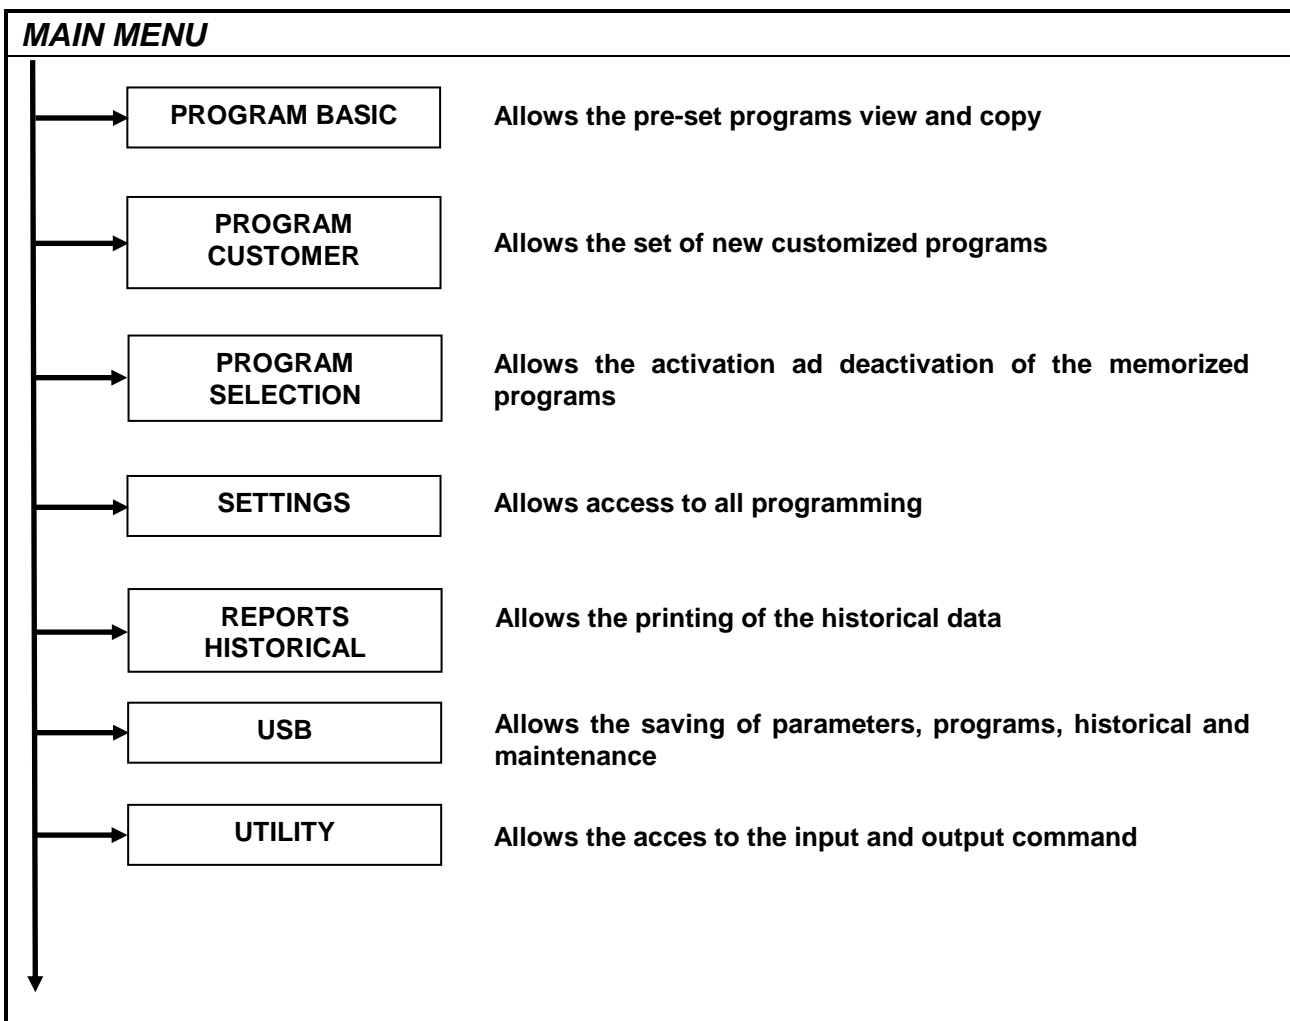 MAIN MENU
PROGRAM BASIC
Allows the pre-set programs view and copy
PROGRAM
CUSTOMER
Allows the set of new customized programs
PROGRAM
SELECTION
Allows the activation ad deactivation of the memorized
programs
SETTINGS
Allows access to all programming
REPORTS
HISTORICAL
Allows the printing of the historical data
USB
Allows the saving of parameters, programs, historical and
maintenance
UTILITY
Allows the acces to the input and output command